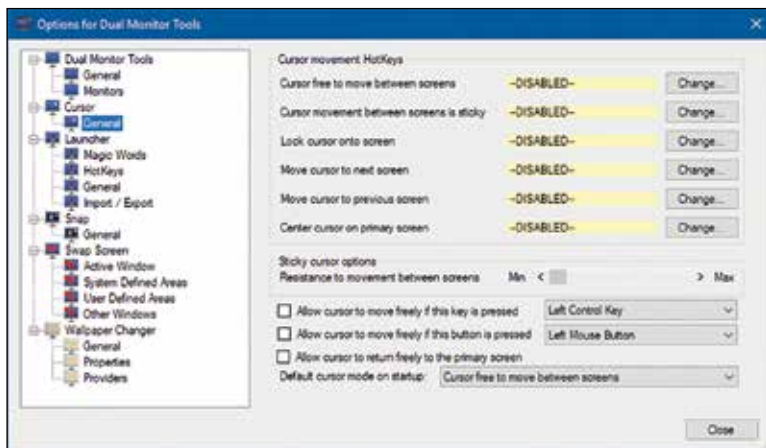 Options for Dual Monitor Tools
Dual Monitor Tools
General
Monitors
Cursor
General
Launcher
Magic Words
HotKeys
General
Import / Export
Snap
General
Swap Screen
Active Window
System Defined Areas
User Defined Areas
Other Windows
Wallpaper Changer
General
Properties
Providers
Cursor movement HotKeys
Cursor free to move between screens --DISABLED-- Change...
Cursor movement between screens is sticky --DISABLED-- Change...
Lock cursor onto screen --DISABLED-- Change...
Move cursor to next screen --DISABLED-- Change...
Move cursor to previous screen --DISABLED-- Change...
Center cursor on primary screen --DISABLED-- Change...
Sticky cursor options
Resistance to movement between screens Min < > Max
Allow cursor to move freely if this key is pressed Left Control Key
Allow cursor to move freely if this button is pressed Left Mouse Button
Allow cursor to return freely to the primary screen
Default cursor mode on startup: Cursor free to move between screens
Close